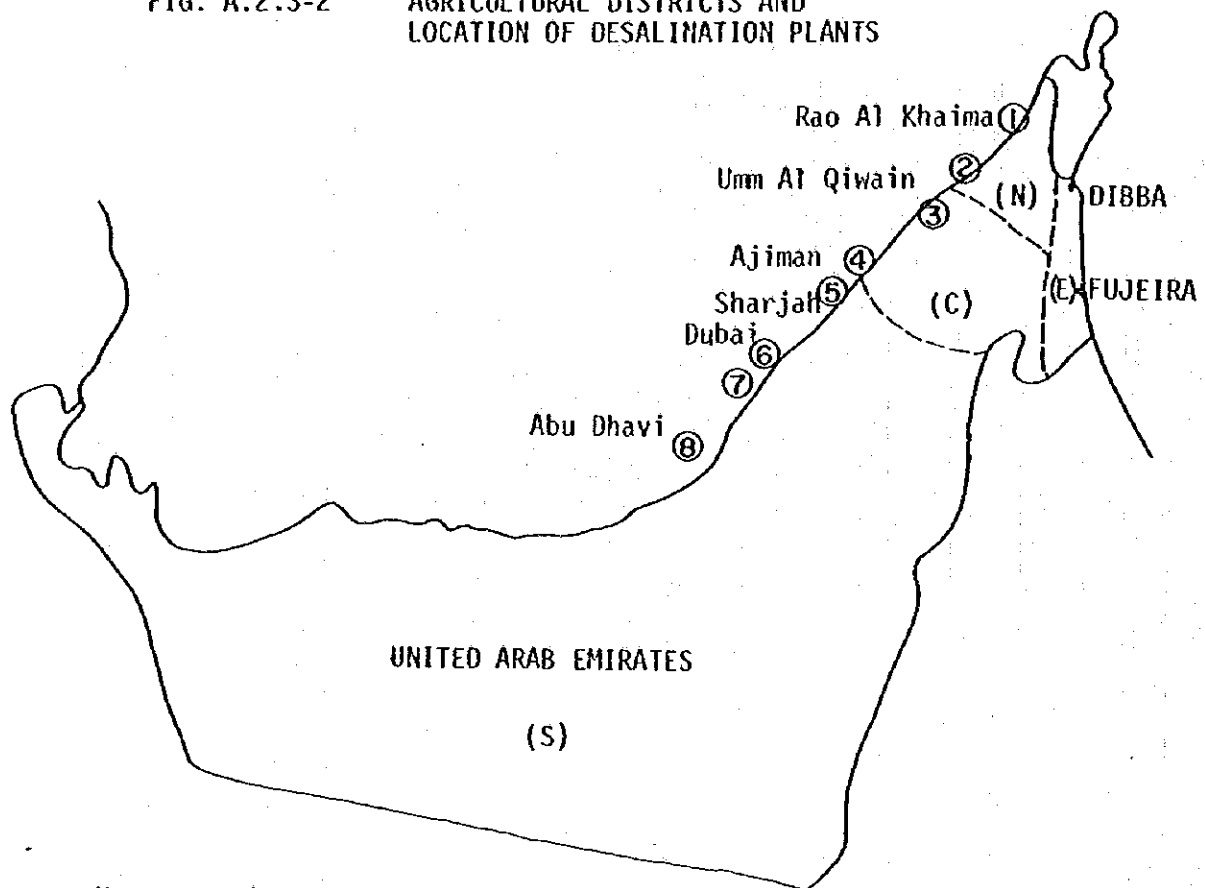 FIG. A.2.3-2 AGRICULTURAL DISTRICTS AND
LOCATION OF DESALINATION PLANTS
Rao Al Khaima ①
②
Umm Al Qiwain
(N) DIBBA
③
Ajiman ④
Sharjah ⑤
(C)
(E) FUJEIRA
Dubai ⑥
⑦
Abu Dhavi ⑧
UNITED ARAB EMIRATES
(S)